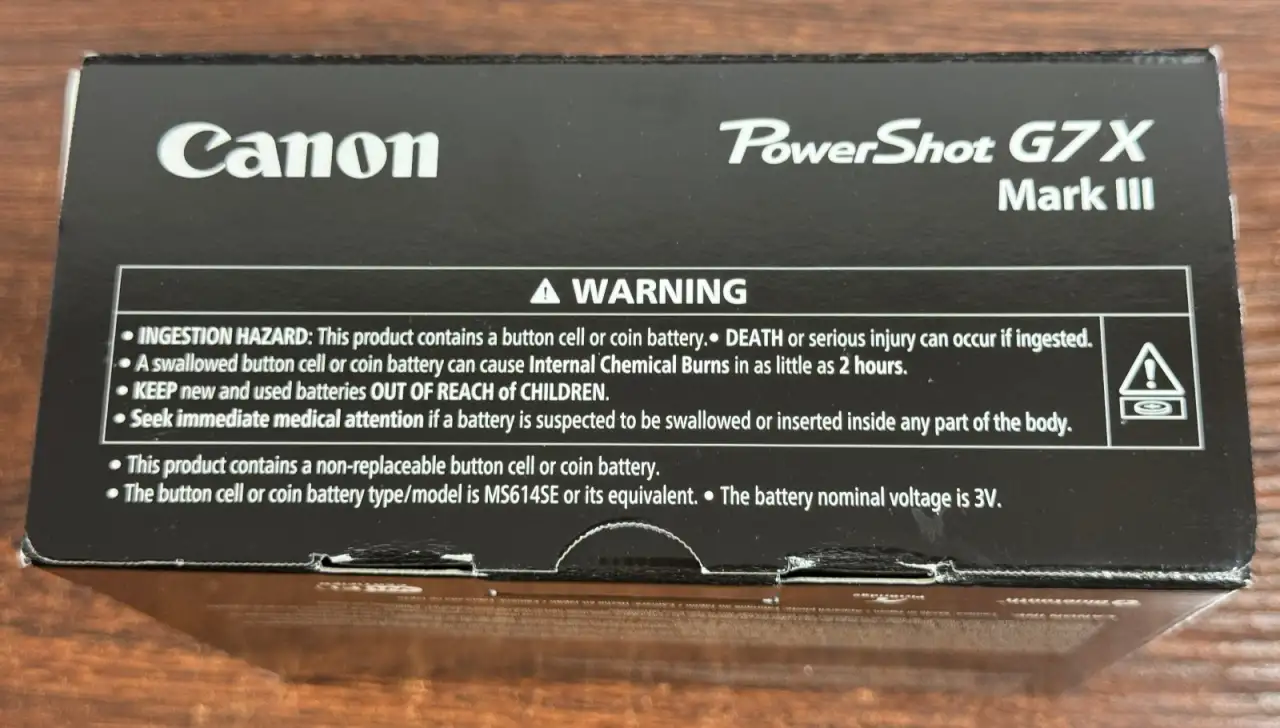 Canon
PowerShot G7 X
Mark III
⚠ WARNING
• INGESTION HAZARD: This product contains a button cell or coin battery.• DEATH or serious injury can occur if ingested.
• A swallowed button cell or coin battery can cause Internal Chemical Burns in as little as 2 hours.
• KEEP new and used batteries OUT OF REACH of CHILDREN.
• Seek immediate medical attention if a battery is suspected to be swallowed or inserted inside any part of the body.
• This product contains a non-replaceable button cell or coin battery.
• The button cell or coin battery type/model is MS614SE or its equivalent. • The battery nominal voltage is 3V.